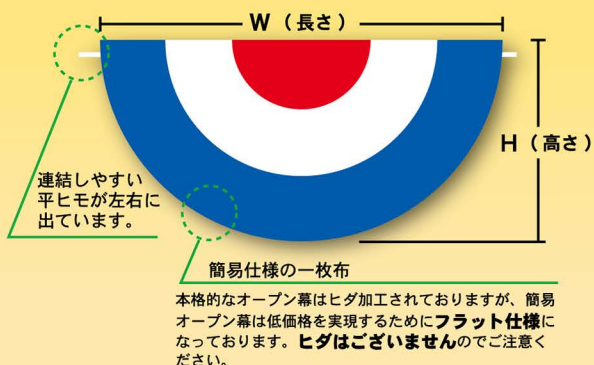 W（長さ）
H（高さ）
連結しやすい
平ヒモが左右に
出ています。
簡易仕様の一枚布
本格的なオープン幕はヒダ加工されておりますが、簡易
オープン幕は低価格を実現するためにフラット仕様に
なっております。ヒダはございませんのでご注意く
ださい。